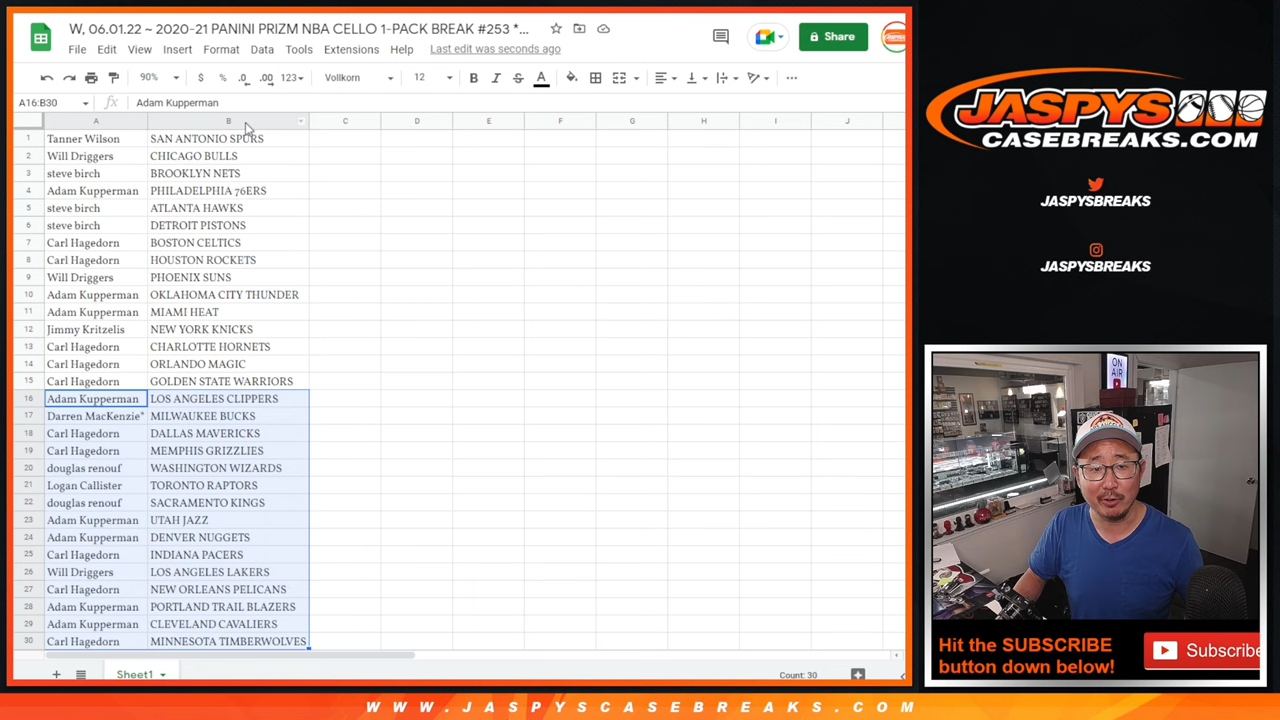 W, 06.01.22 ~ 2020-21 PANINI PRIZM NBA CELLO 1-PACK BREAK #253 *...
File Edit View Insert Format Data Tools Extensions Help Last edit was seconds ago
Share
90% $ % .0 .00 123 Vollkorn 12 B I S A
A16:B30 fx Adam Kupperman
A B C D E F G H I J
1 Tanner Wilson SAN ANTONIO SPURS
2 Will Driggers CHICAGO BULLS
3 steve birch BROOKLYN NETS
4 Adam Kupperman PHILADELPHIA 76ERS
5 steve birch ATLANTA HAWKS
6 steve birch DETROIT PISTONS
7 Carl Hagedorn BOSTON CELTICS
8 Carl Hagedorn HOUSTON ROCKETS
9 Will Driggers PHOENIX SUNS
10 Adam Kupperman OKLAHOMA CITY THUNDER
11 Adam Kupperman MIAMI HEAT
12 Jimmy Kritzelis NEW YORK KNICKS
13 Carl Hagedorn CHARLOTTE HORNETS
14 Carl Hagedorn ORLANDO MAGIC
15 Carl Hagedorn GOLDEN STATE WARRIORS
16 Adam Kupperman LOS ANGELES CLIPPERS
17 Darren MacKenzie* MILWAUKEE BUCKS
18 Carl Hagedorn DALLAS MAVERICKS
19 Carl Hagedorn MEMPHIS GRIZZLIES
20 douglas renouf WASHINGTON WIZARDS
21 Logan Callister TORONTO RAPTORS
22 douglas renouf SACRAMENTO KINGS
23 Adam Kupperman UTAH JAZZ
24 Adam Kupperman DENVER NUGGETS
25 Carl Hagedorn INDIANA PACERS
26 Will Driggers LOS ANGELES LAKERS
27 Carl Hagedorn NEW ORLEANS PELICANS
28 Adam Kupperman PORTLAND TRAIL BLAZERS
29 Adam Kupperman CLEVELAND CAVALIERS
30 Carl Hagedorn MINNESOTA TIMBERWOLVES
Sheet1 Count: 30
JASPYS
CASEBREAKS.COM
JASPYSBREAKS
JASPYSBREAKS
ON AIR
Hit the SUBSCRIBE
button down below!
Subscribe
WWW.JASPYSCASEBREAKS.COM